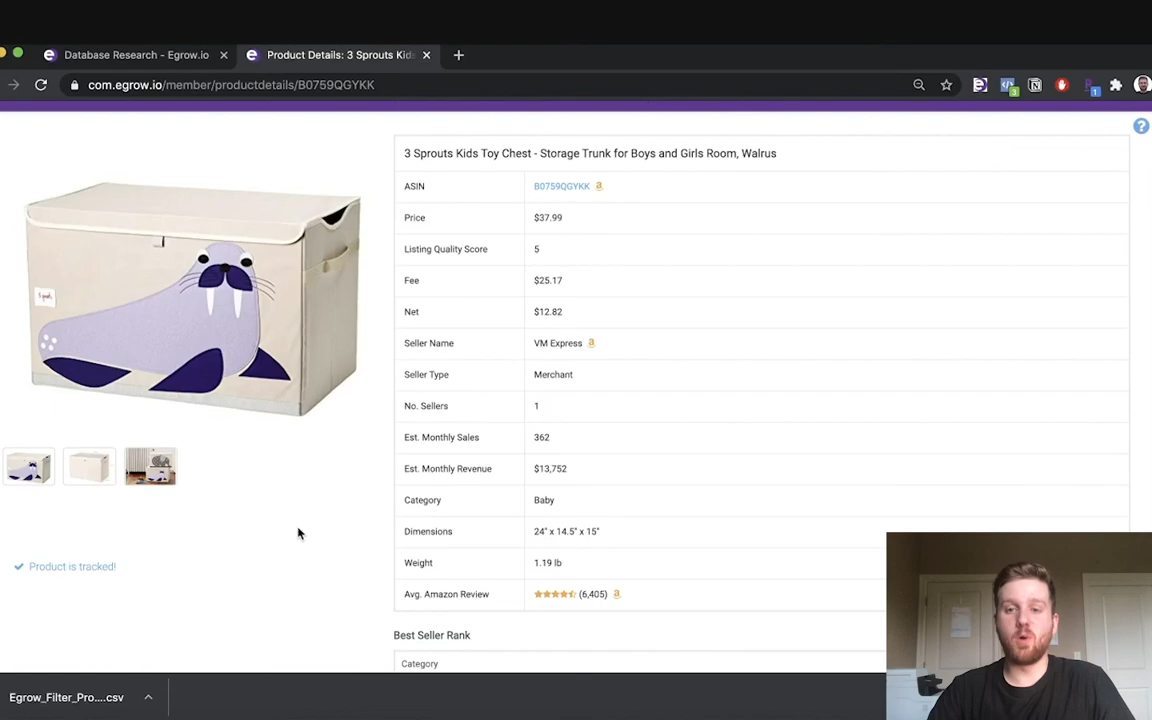 Database Research - Egrow.io
Product Details: 3 Sprouts Kids
com.egrow.io/member/productdetails/B0759QGYKK
3
1
3 Sprouts Kids Toy Chest - Storage Trunk for Boys and Girls Room, Walrus
ASIN B0759QGYKK
Price $37.99
Listing Quality Score 5
Fee $25.17
Net $12.82
Seller Name VM Express
Seller Type Merchant
No. Sellers 1
Est. Monthly Sales 362
Est. Monthly Revenue $13,752
Category Baby
Dimensions 24" x 14.5" x 15"
Weight 1.19 lb
Avg. Amazon Review (6,405)
Product is tracked!
Best Seller Rank
Category
Egrow_Filter_Pro....csv